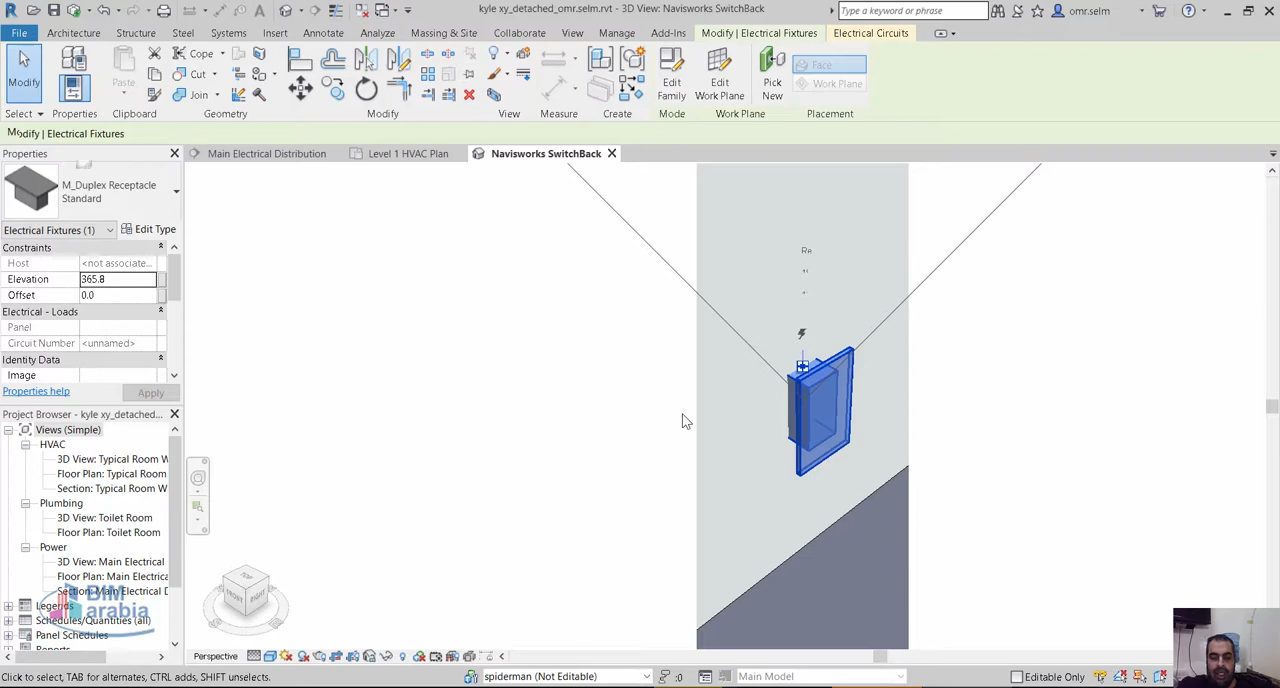 kyle xy_detached_omr.selm.rvt - 3D View: Navisworks SwitchBack
Type a keyword or phrase
omr.selm
File Architecture Structure Steel Systems Insert Annotate Analyze Massing & Site Collaborate View Manage Add-Ins Modify | Electrical Fixtures Electrical Circuits
Modify
Paste
Cope
Cut
Join
Edit Family
Edit Work Plane
Pick New
Face
Work Plane
Select Properties Clipboard Geometry Modify View Measure Create Mode Work Plane Placement
Modify | Electrical Fixtures
Properties
Main Electrical Distribution
Level 1 HVAC Plan
Navisworks SwitchBack
M_Duplex Receptacle
Standard
Electrical Fixtures (1)
Edit Type
Constraints
Host <not associate...
Elevation 365.8
Offset 0.0
Electrical - Loads
Panel
Circuit Number <unnamed>
Identity Data
Image
Properties help
Apply
Project Browser - kyle xy_detached...
Views (Simple)
HVAC
3D View Typical Room W
Floor Plan: Typical Room
Section: Typical Room W
Plumbing
3D View: Toilet Room
Floor Plan: Toilet Room
Power
3D View: Main Electrical
Floor Plan: Main Electrica
Section: Main Electrical D
Legends
Schedules/Quantities (all)
Panel Schedules
Reports
BIM
arabia
Re
TOP
FRONT
RIGHT
Perspective
Click to select, TAB for alternates, CTRL adds, SHIFT unselects.
spiderman (Not Editable)
:0
Main Model
Editable Only